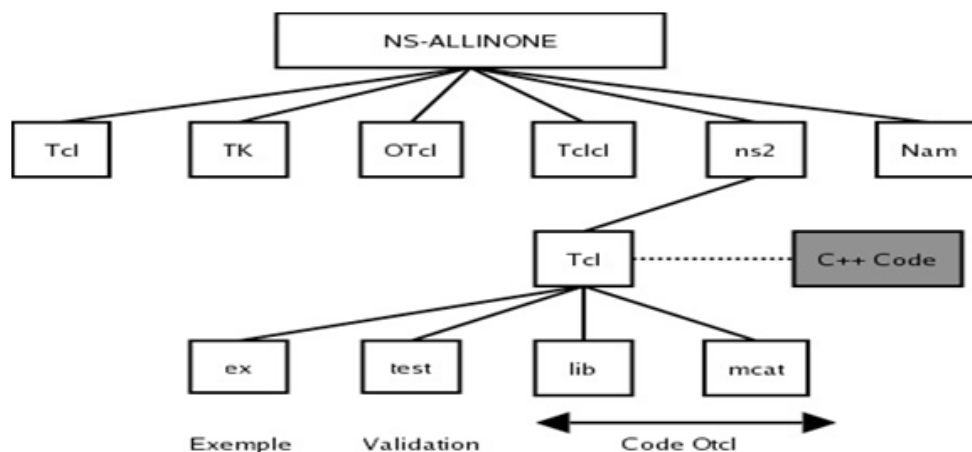 NS-ALLINONE
Tcl
TK
OTcl
Tclcl
ns2
Nam
Tcl
C++ Code
ex
test
lib
mcat
Exemple
Validation
Code Otcl